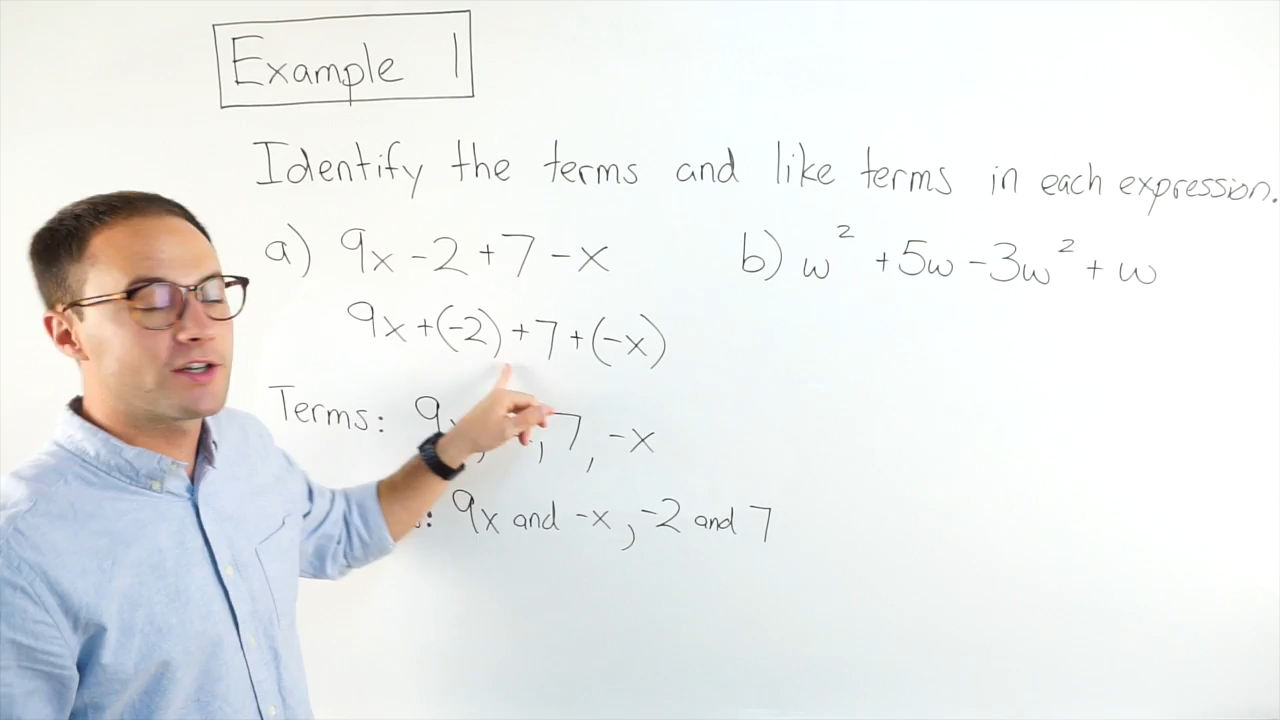 Example 1
Identify the terms and like terms in each expression.
a) 9x - 2 + 7 - x
9x + (-2) + 7 + (-x)
Terms: 9x, , 7, -x
: 9x and -x, -2 and 7
b) w² + 5w - 3w² + w